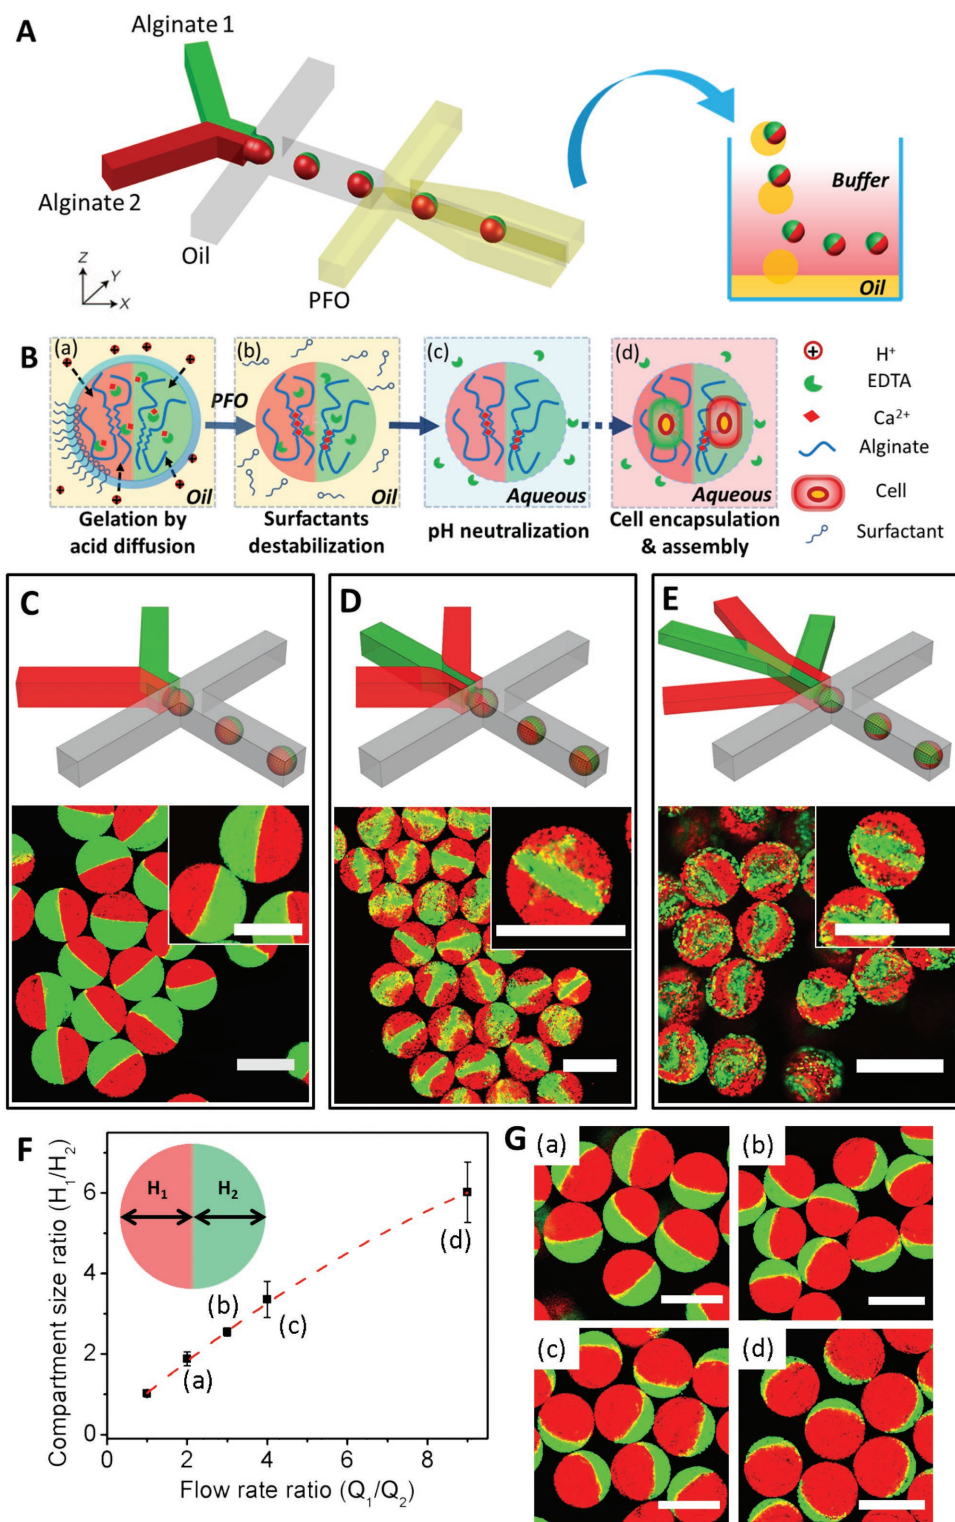 A
Alginate 1
Alginate 2
Oil
PFO
Z
Y
X
Buffer
Oil
B
(a)
Oil
PFO
(b)
Oil
(c)
Aqueous
(d)
Aqueous
Gelation by
acid diffusion
Surfactants
destabilization
pH neutralization
Cell encapsulation
& assembly
H+
EDTA
Ca2+
Alginate
Cell
Surfactant
C
D
E
F
Compartment size ratio (H1/H2)
6
4
2
0
H1
H2
(a)
(b)
(c)
(d)
0 2 4 6 8
Flow rate ratio (Q1/Q2)
G
(a)
(b)
(c)
(d)